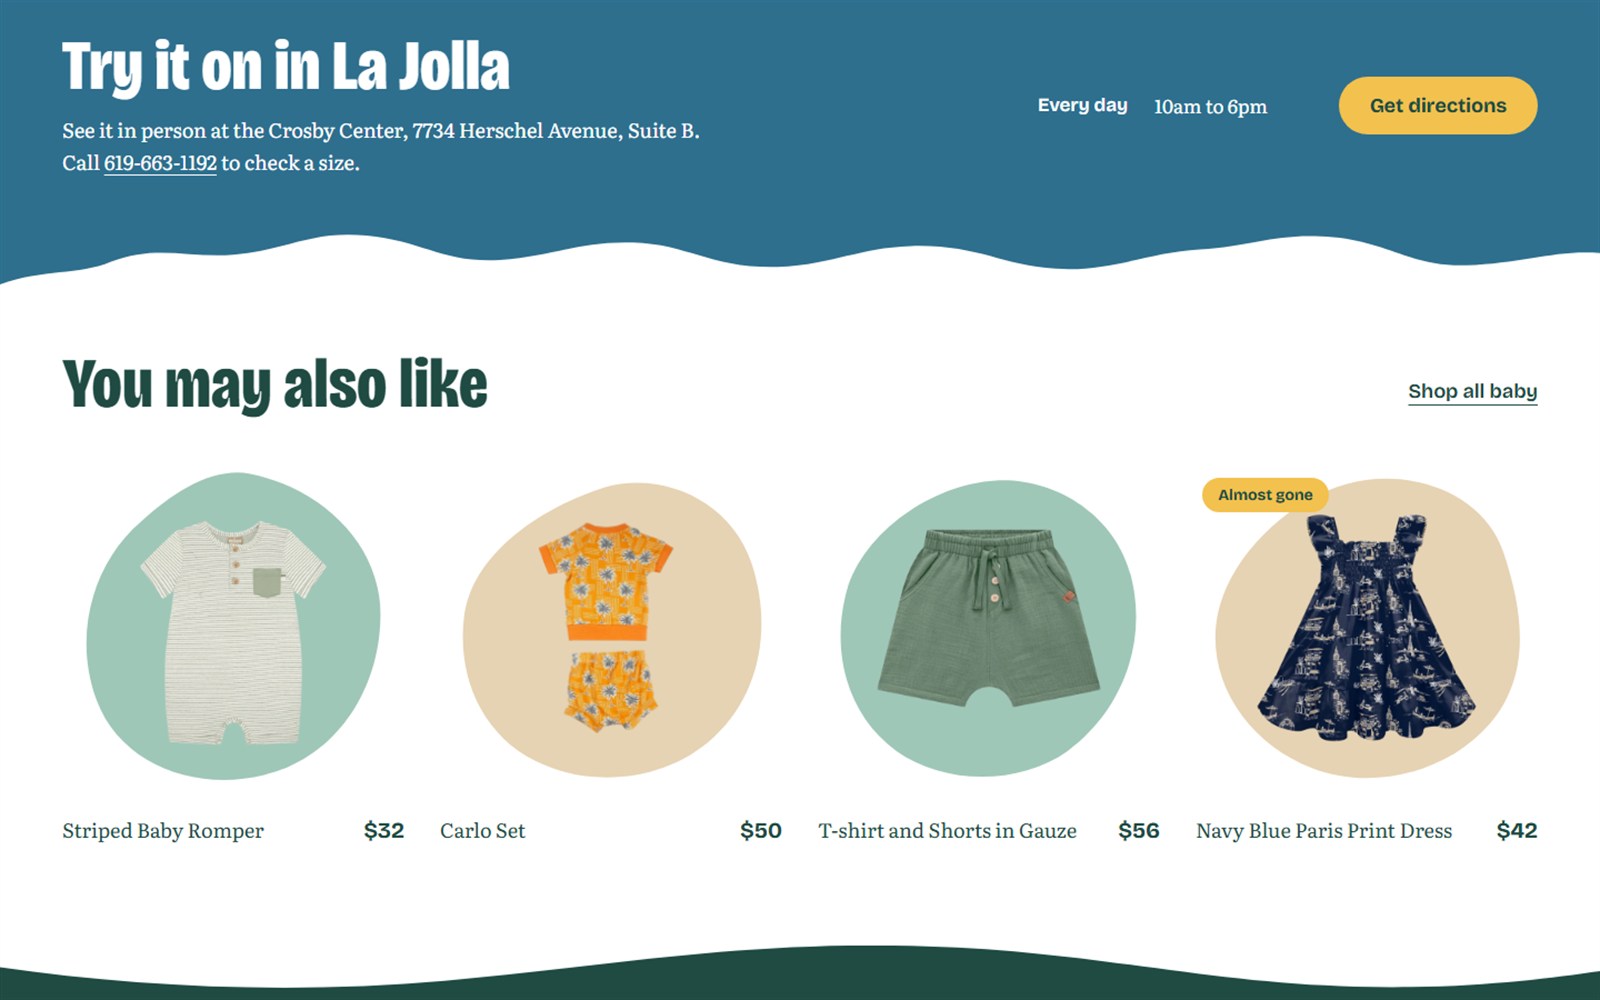 Try it on in La Jolla
See it in person at the Crosby Center, 7734 Herschel Avenue, Suite B.
Call 619-663-1192 to check a size.
Every day 10am to 6pm
Get directions
You may also like
Shop all baby
Almost gone
Striped Baby Romper $32
Carlo Set $50
T-shirt and Shorts in Gauze $56
Navy Blue Paris Print Dress $42